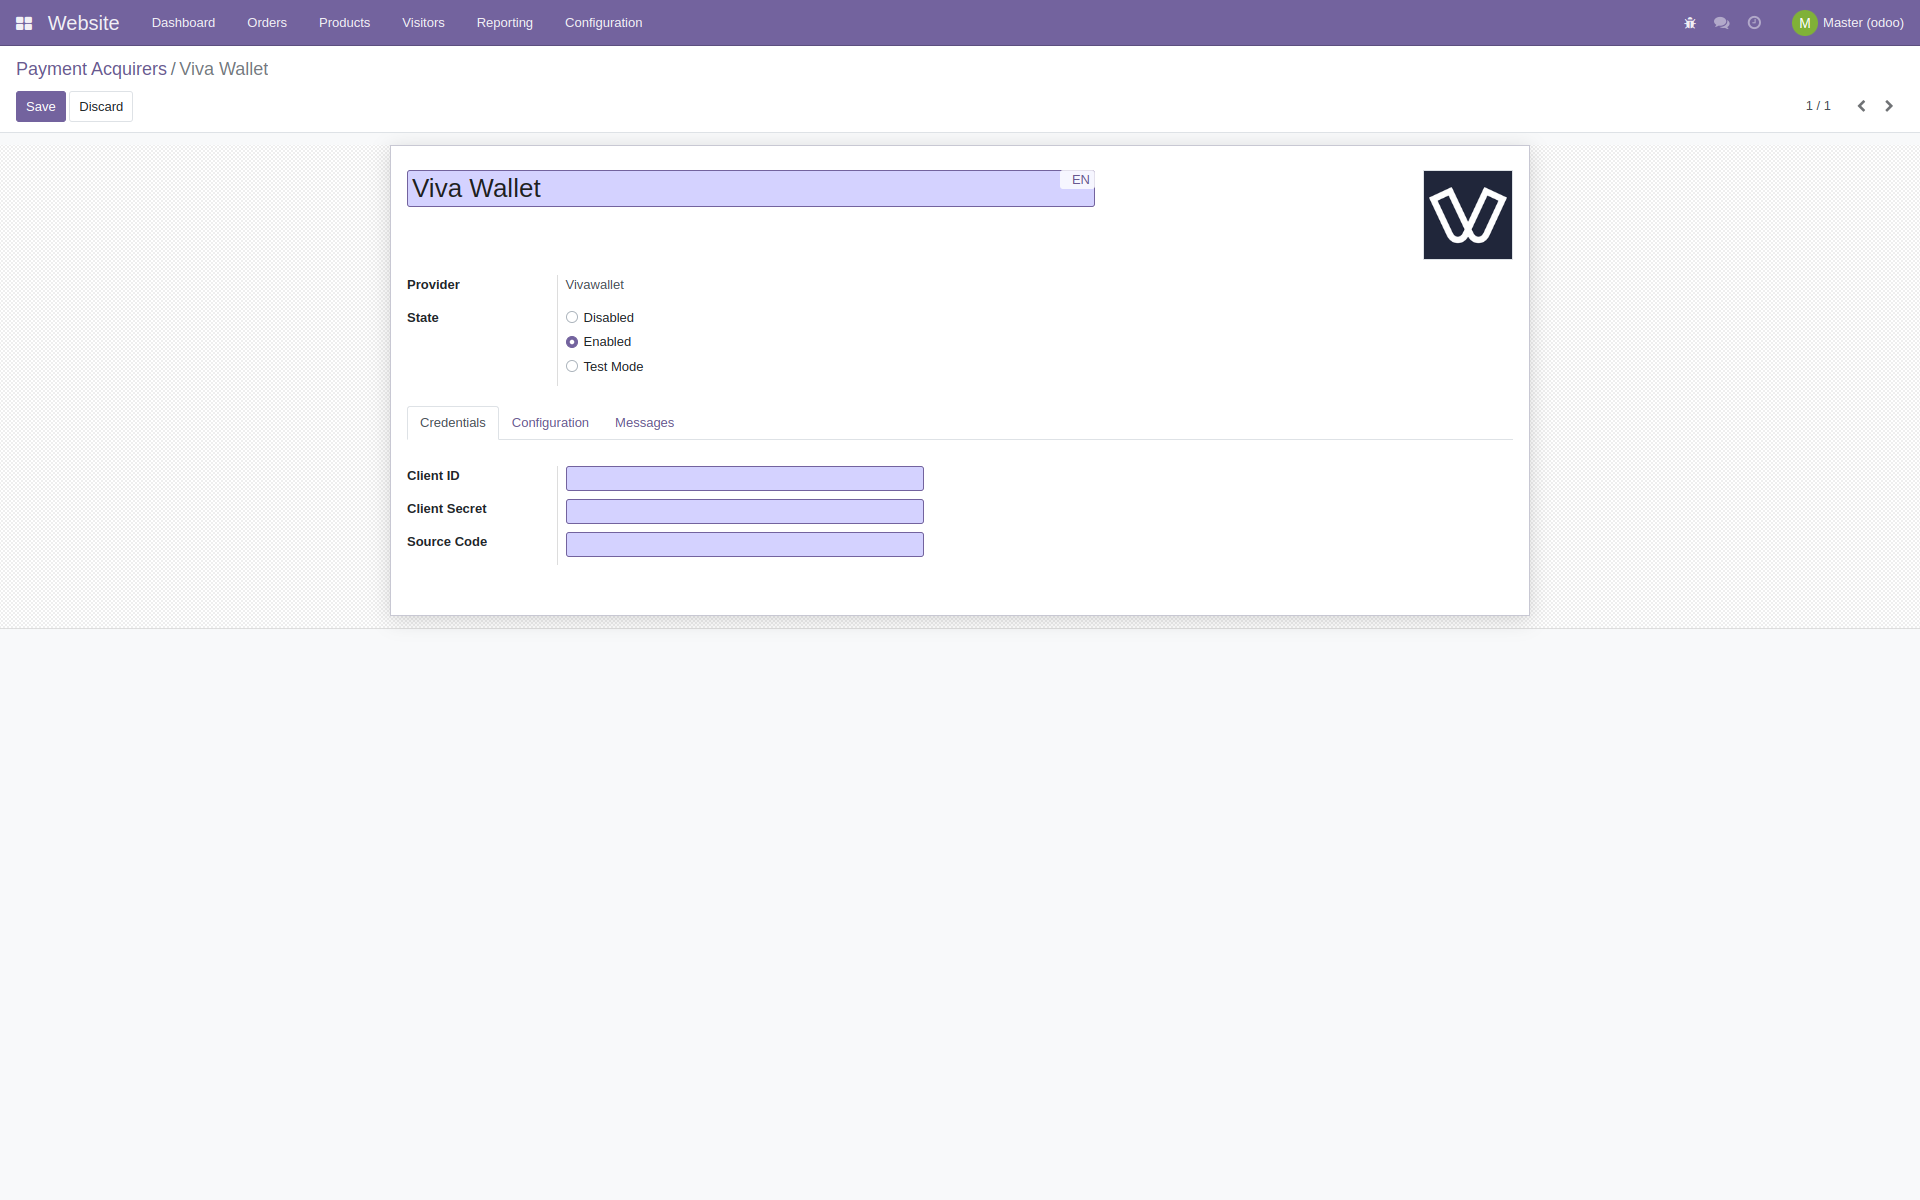 Website Dashboard Orders Products Visitors Reporting Configuration M Master (odoo)
Payment Acquirers / Viva Wallet
Save Discard 1 / 1
Viva Wallet EN
Provider Vivawallet
State Disabled
Enabled
Test Mode
Credentials Configuration Messages
Client ID
Client Secret
Source Code